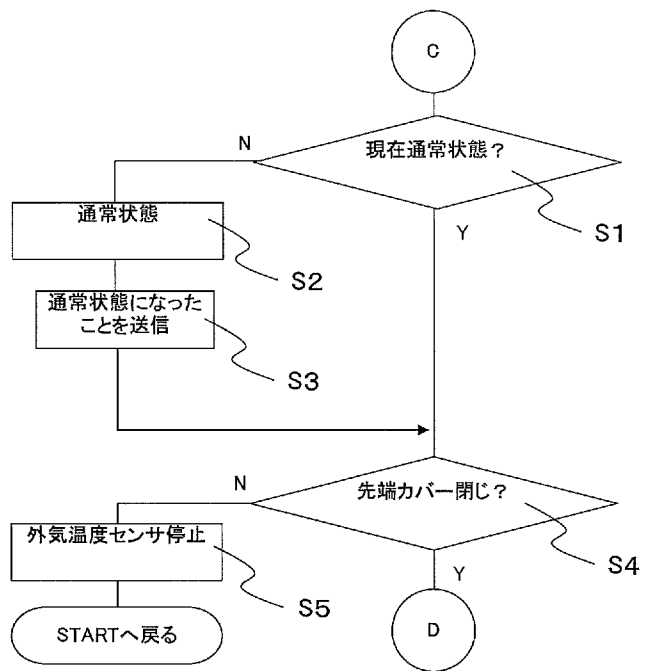 C
現在通常状態？
N
S1
Y
通常状態
S2
通常状態になった
ことを送信
S3
先端カバー閉じ？
N
S4
Y
外気温度センサ停止
S5
STARTへ戻る
D